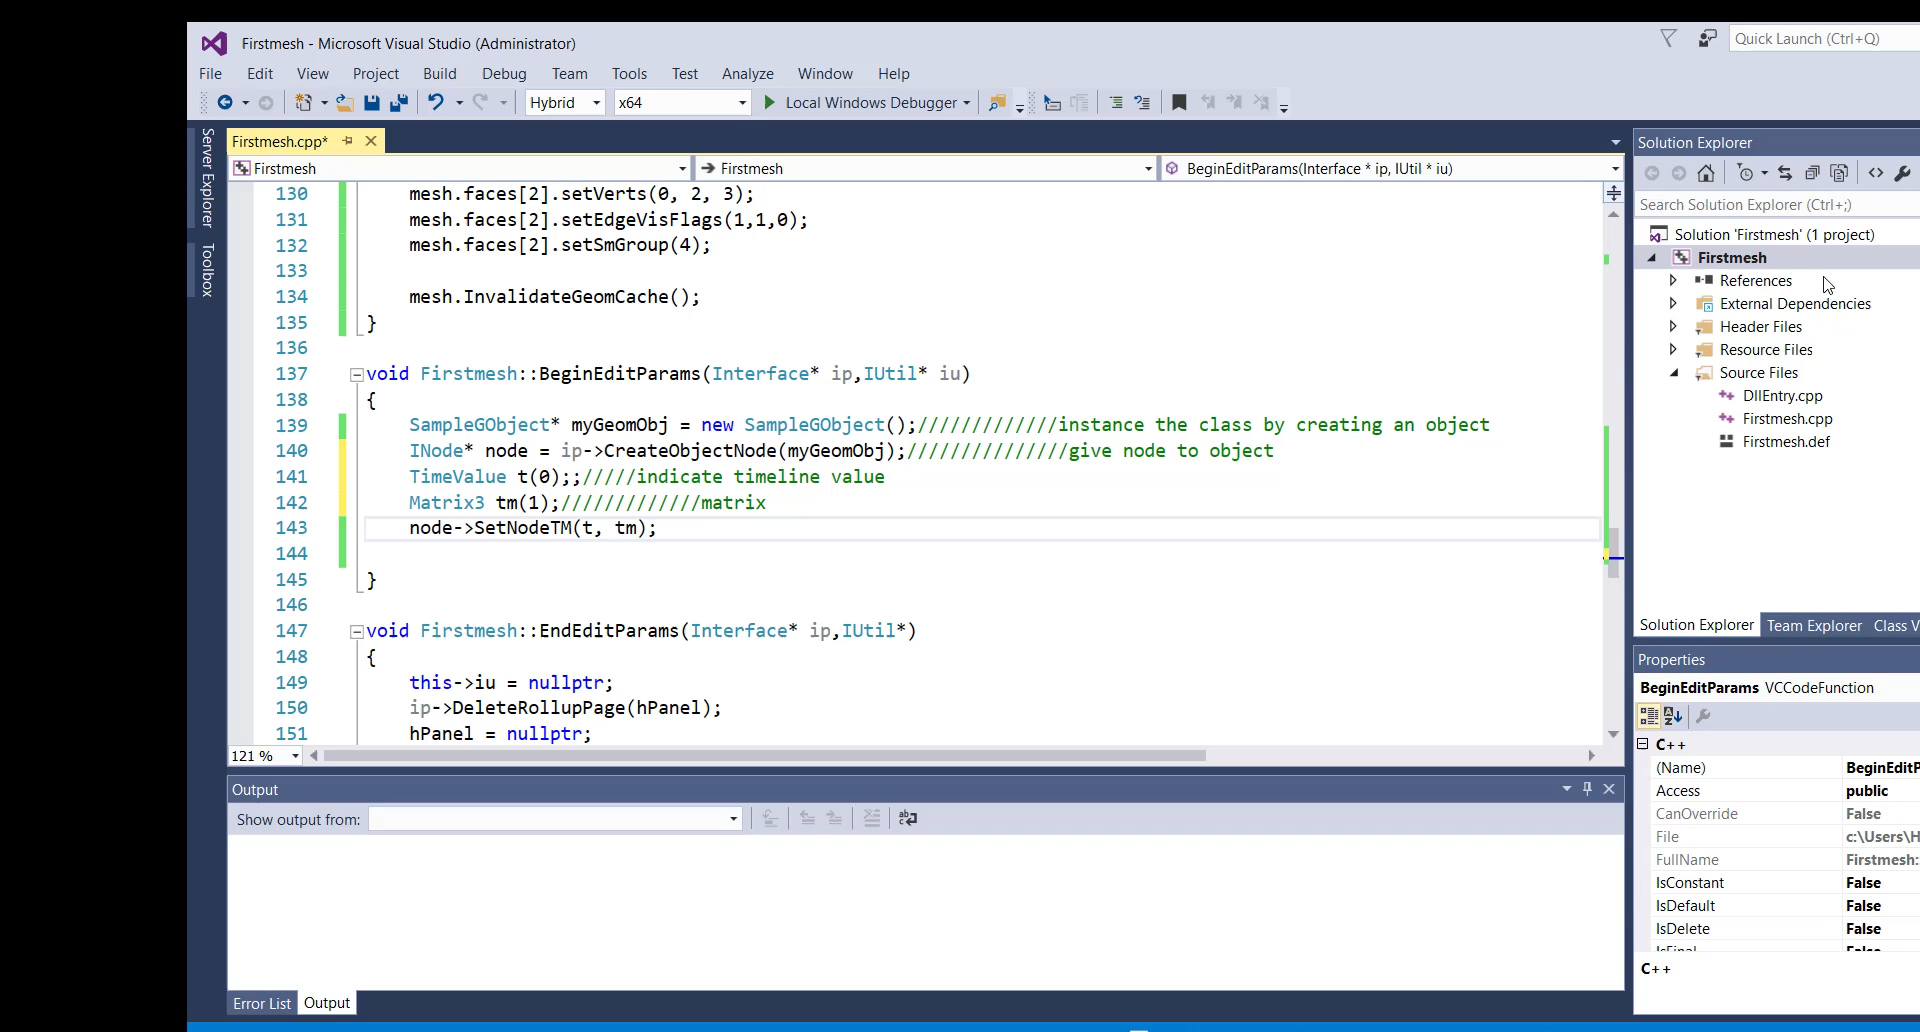 Firstmesh - Microsoft Visual Studio (Administrator)
Quick Launch (Ctrl+Q)
File Edit View Project Build Debug Team Tools Test Analyze Window Help
Hybrid x64 Local Windows Debugger
Server Explorer
Toolbox
Firstmesh.cpp*
Firstmesh Firstmesh BeginEditParams(Interface * ip, IUtil * iu)
130 mesh.faces[2].setVerts(0, 2, 3);
131 mesh.faces[2].setEdgeVisFlags(1,1,0);
132 mesh.faces[2].setSmGroup(4);
133
134 mesh.InvalidateGeomCache();
135 }
136
137 void Firstmesh::BeginEditParams(Interface* ip,IUtil* iu)
138 {
139 SampleGObject* myGeomObj = new SampleGObject();/////////////instance the class by creating an object
140 INode* node = ip->CreateObjectNode(myGeomObj);///////////////give node to object
141 TimeValue t(0);;/////indicate timeline value
142 Matrix3 tm(1);/////////////matrix
143 node->SetNodeTM(t, tm);
144
145 }
146
147 void Firstmesh::EndEditParams(Interface* ip,IUtil*)
148 {
149 this->iu = nullptr;
150 ip->DeleteRollupPage(hPanel);
151 hPanel = nullptr;
121 %
Output
Show output from:
Error List Output
Solution Explorer
Search Solution Explorer (Ctrl+;)
Solution 'Firstmesh' (1 project)
Firstmesh
References
External Dependencies
Header Files
Resource Files
Source Files
DllEntry.cpp
Firstmesh.cpp
Firstmesh.def
Solution Explorer Team Explorer Class V
Properties
BeginEditParams VCCodeFunction
C++
(Name) BeginEditP
Access public
CanOverride False
File c:\Users\H
FullName Firstmesh:
IsConstant False
IsDefault False
IsDelete False
IsFinal False
C++